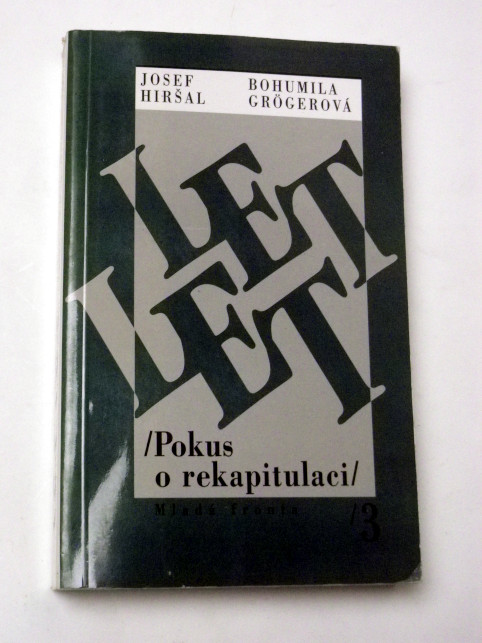 JOSEF HIRŠAL
BOHUMILA GRÖGEROVÁ
LET
LET
/Pokus
o rekapitulaci/
Mladá fronta
/3